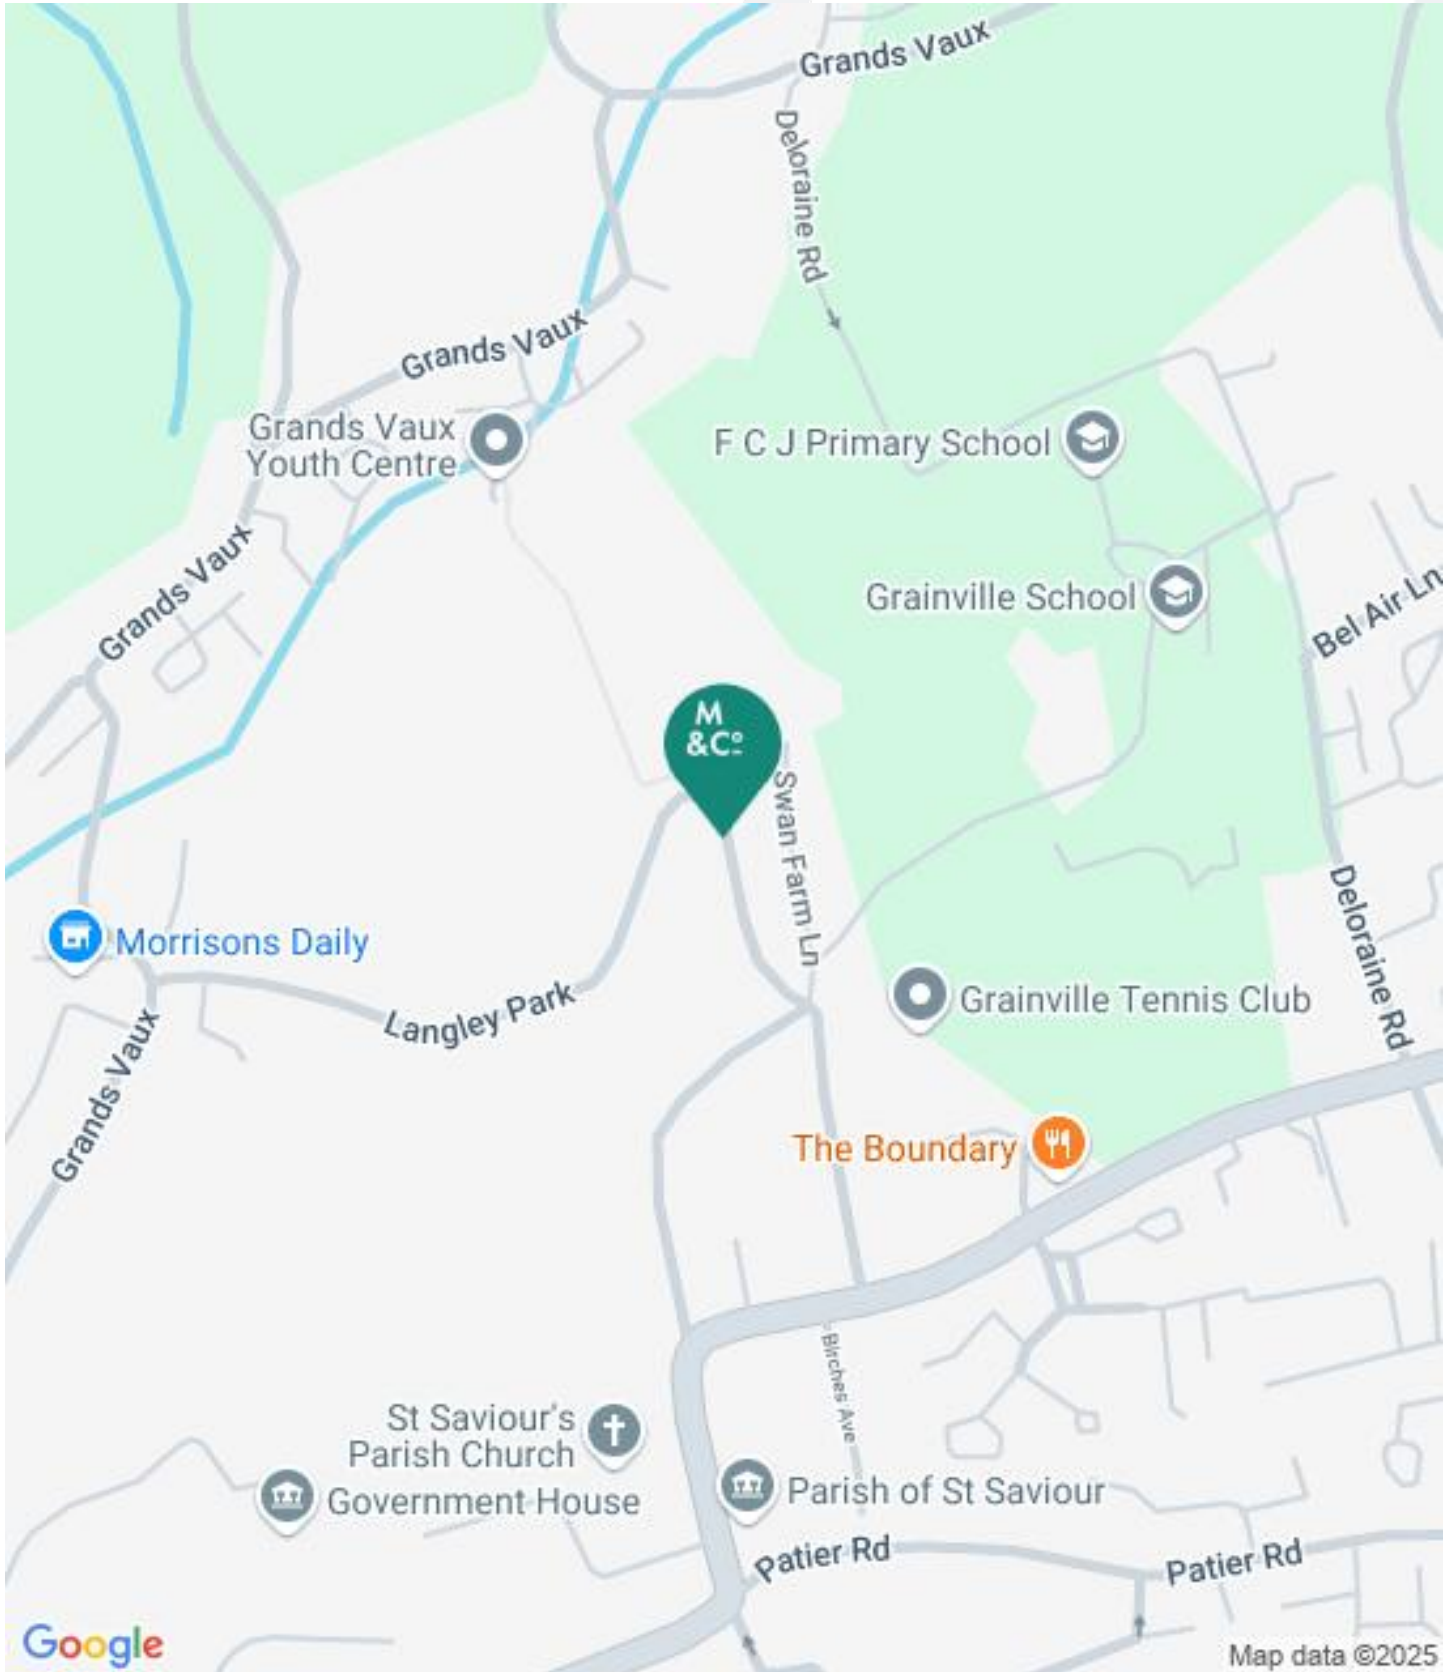 Grands Vaux
Deloraine Rd
Grands Vaux
Grands Vaux
Youth Centre
F C J Primary School
Grands Vaux
Grainville School
Bel Air Ln
M
&Cº
Swan Farm Ln
Morrisons Daily
Deloraine Rd
Langley Park
Grainville Tennis Club
Grands Vaux
The Boundary
Birches Ave
St Saviour's
Parish Church
Government House
Parish of St Saviour
Patier Rd
Patier Rd
Google
Map data ©2025